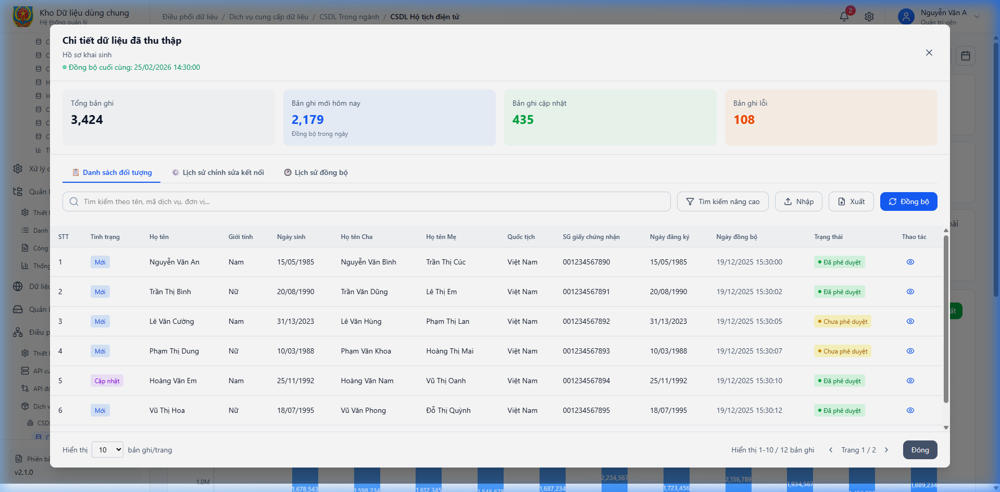 Kho Dữ liệu dùng chung
Hệ thống quản lý
Điều phối dữ liệu / Dịch vụ cung cấp dữ liệu / CSDL Trong ngành / CSDL Hộ tịch điện tử
2
Nguyễn Văn A
Quản trị viên
Chi tiết dữ liệu đã thu thập
Hồ sơ khai sinh
Đồng bộ cuối cùng: 25/02/2026 14:30:00
Tổng bản ghi
3,424
Bản ghi mới hôm nay
2,179
Đồng bộ trong ngày
Bản ghi cập nhật
435
Bản ghi lỗi
108
Danh sách đối tượng
Lịch sử chỉnh sửa kết nối
Lịch sử đồng bộ
Tìm kiếm theo tên, mã dịch vụ, đơn vị...
Tìm kiếm nâng cao
Nhập
Xuất
Đồng bộ
STT Tình trạng Họ tên Giới tính Ngày sinh Họ tên Cha Họ tên Mẹ Quốc tịch SG giấy chứng nhận Ngày đăng ký Ngày đồng bộ Trạng thái Thao tác
1 Mới Nguyễn Văn An Nam 15/05/1985 Nguyễn Văn Bình Trần Thị Cúc Việt Nam 001234567890 15/05/1985 19/12/2025 15:30:00 Đã phê duyệt
2 Mới Trần Thị Bình Nữ 20/08/1990 Trần Văn Dũng Lê Thị Em Việt Nam 001234567891 20/08/1990 19/12/2025 15:30:02 Đã phê duyệt
3 Mới Lê Văn Cường Nam 31/13/2023 Lê Văn Hùng Phạm Thị Lan Việt Nam 001234567892 31/13/2023 19/12/2025 15:30:05 Chưa phê duyệt
4 Mới Phạm Thị Dung Nữ 10/03/1988 Phạm Văn Khoa Hoàng Thị Mai Việt Nam 001234567893 10/03/1988 19/12/2025 15:30:07 Chưa phê duyệt
5 Cập nhật Hoàng Văn Em Nam 25/11/1992 Hoàng Văn Nam Vũ Thị Oanh Việt Nam 001234567894 25/11/1992 19/12/2025 15:30:10 Đã phê duyệt
6 Mới Vũ Thị Hoa Nữ 18/07/1995 Vũ Văn Phong Đỗ Thị Quỳnh Việt Nam 001234567895 18/07/1995 19/12/2025 15:30:12 Đã phê duyệt
Hiển thị 10 bản ghi/trang
Hiển thị 1-10 / 12 bản ghi
Trang 1 / 2
Đóng
Xử lý
Quản
Thiết
Danh
Công
Thống
Dữ liệu
Quản
Điều
Thiết
API
API
Dịch
Phiên
v2.1.0
1.0M
1,678,543
1,598,234
1,612,345
1,545,678
1,687,234
2,234,567
1,723,456
2,156,789
1,934,567
1,889,234